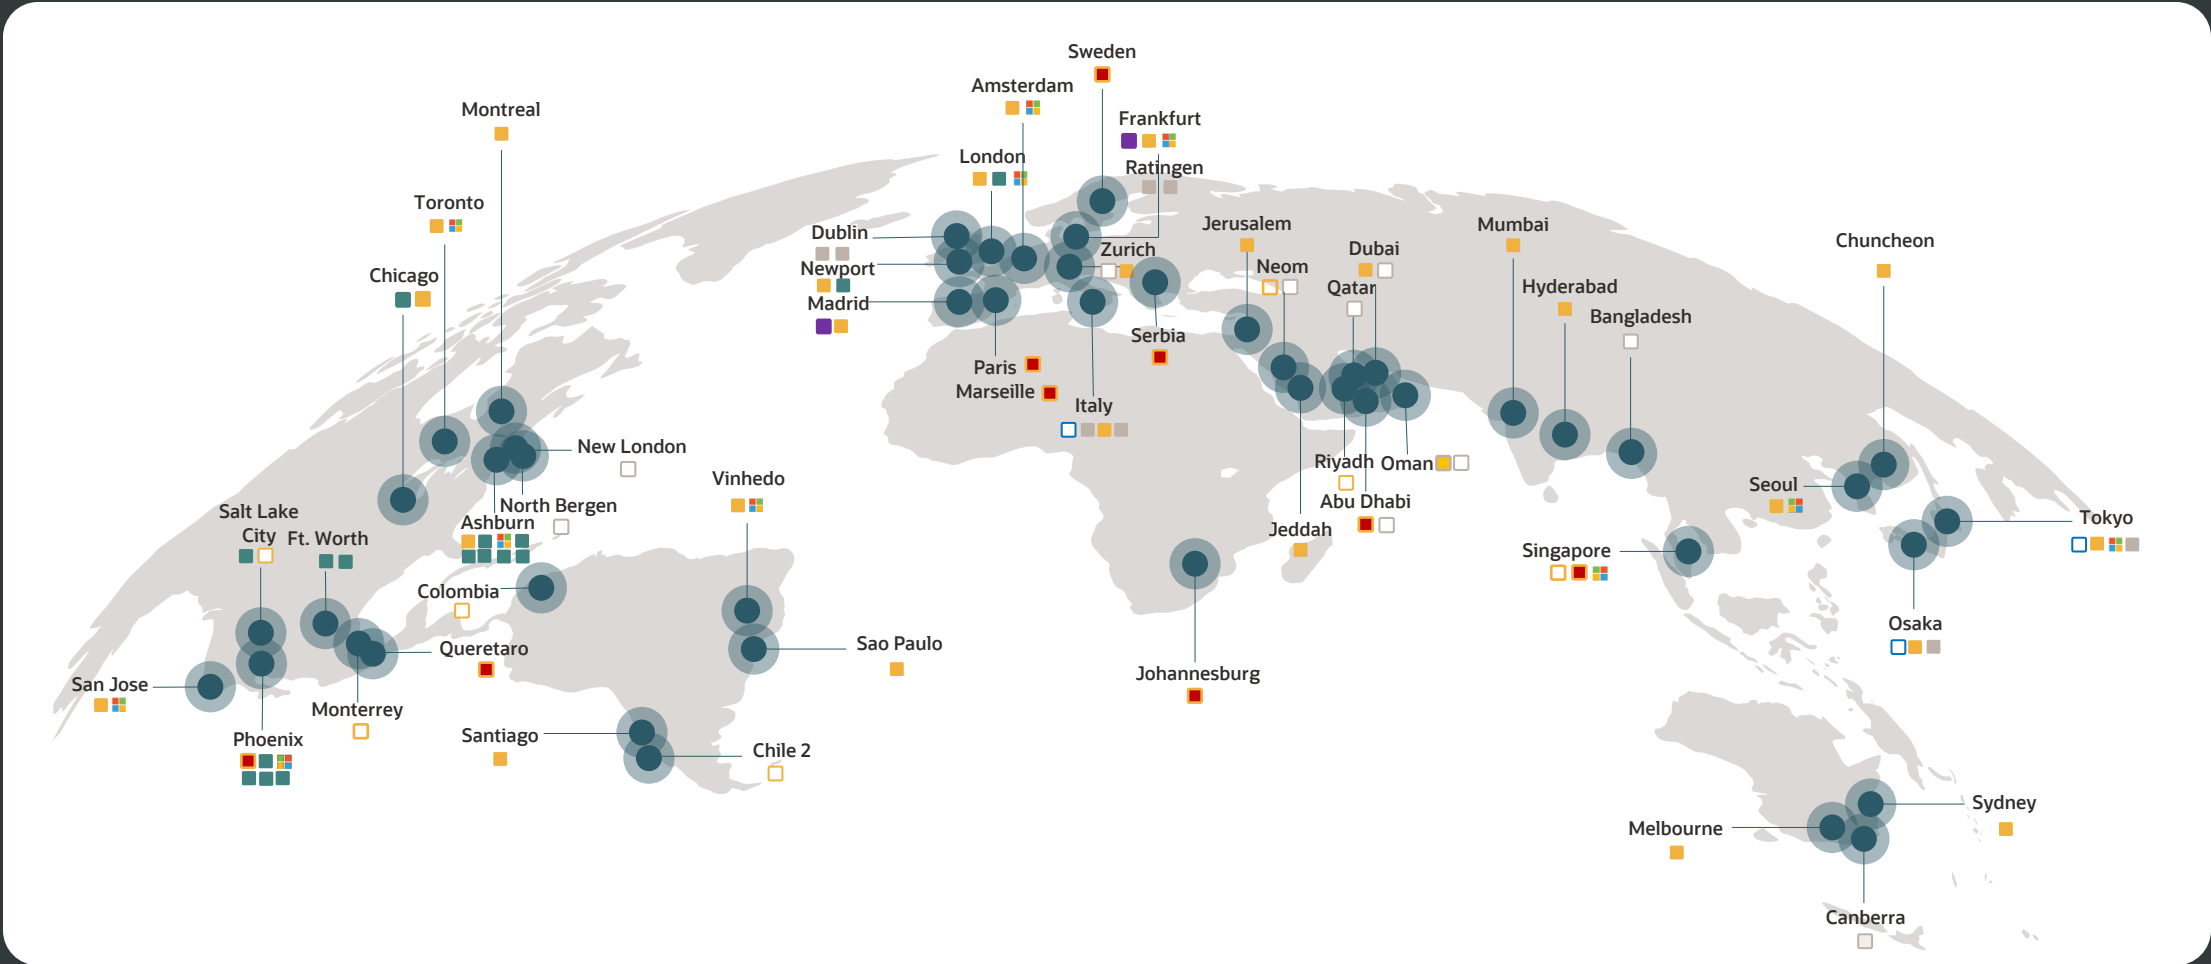 Sweden
Amsterdam
Montreal
Frankfurt
London
Ratingen
Toronto
Jerusalem
Mumbai
Dublin
Chuncheon
Zurich
Dubai
Neom
Newport
Chicago
Qatar
Hyderabad
Madrid
Bangladesh
Serbia
Paris
Marseille
Italy
New London
Riyadh
Oman
Vinhedo
Seoul
Abu Dhabi
North Bergen
Salt Lake
City
Ashburn
Tokyo
Jeddah
Ft. Worth
Singapore
Colombia
Osaka
Sao Paulo
Queretaro
Johannesburg
San Jose
Monterrey
Santiago
Phoenix
Chile 2
Sydney
Melbourne
Canberra